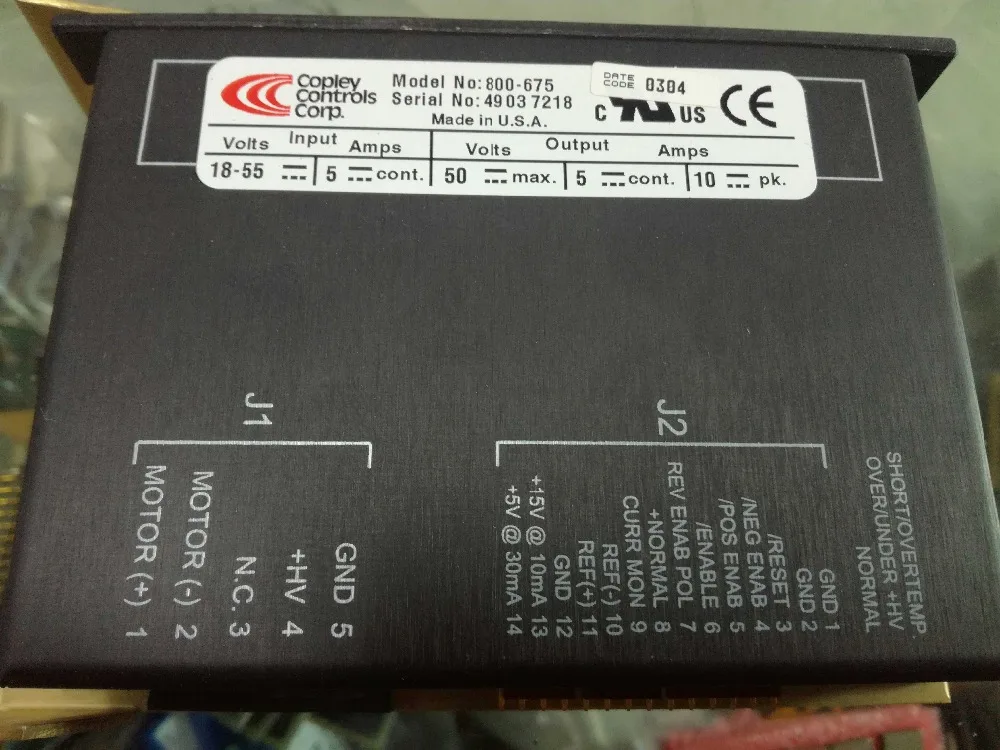 Copley
Controls
Corp.
Model No: 800-675
Serial No: 49037218
Made in U.S.A.
DATE
CODE 0304
C UL US CE
Input Output
Volts Amps Volts Amps
18-55 5 cont. 50 max. 5 cont. 10 pk.
J1
MOTOR (+) 1
MOTOR (-) 2
N.C. 3
+HV 4
GND 5
J2
GND 1
GND 2
/RESET 3
/NEG ENAB 4
/POS ENAB 5
/ENABLE 6
REV ENAB POL 7
+NORMAL 8
CURR MON 9
REF(-) 10
REF(+) 11
GND 12
+15V @ 10mA 13
+5V @ 30mA 14
SHORT/OVERTEMP.
OVER/UNDER +HV
NORMAL